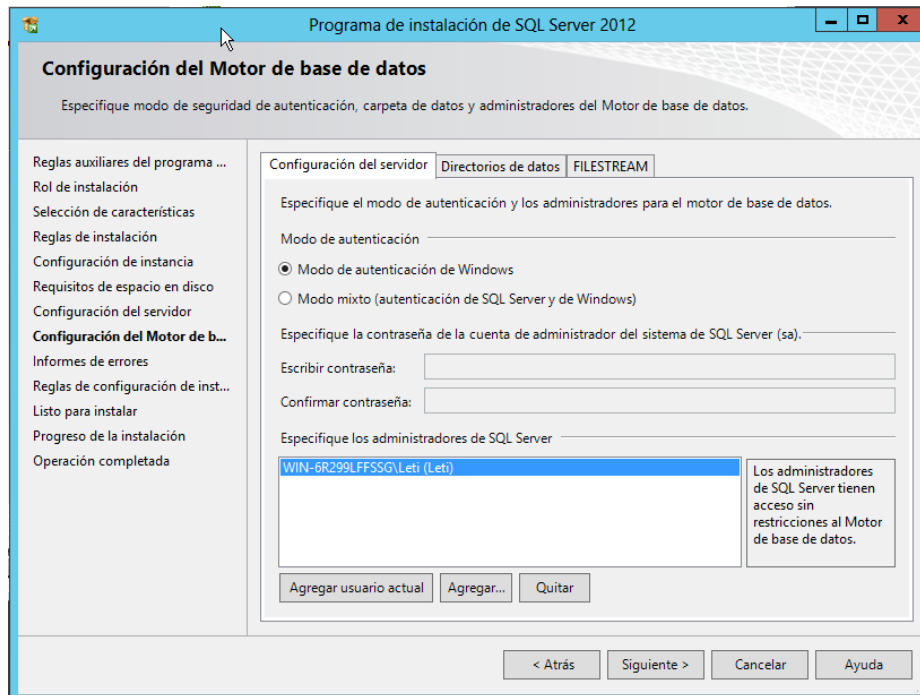 Programa de instalación de SQL Server 2012
Configuración del Motor de base de datos
Especifique modo de seguridad de autenticación, carpeta de datos y administradores del Motor de base de datos.
Reglas auxiliares del programa ...
Rol de instalación
Selección de características
Reglas de instalación
Configuración de instancia
Requisitos de espacio en disco
Configuración del servidor
Configuración del Motor de b...
Informes de errores
Reglas de configuración de inst...
Listo para instalar
Progreso de la instalación
Operación completada
Configuración del servidor Directorios de datos FILESTREAM
Especifique el modo de autenticación y los administradores para el motor de base de datos.
Modo de autenticación
Modo de autenticación de Windows
Modo mixto (autenticación de SQL Server y de Windows)
Especifique la contraseña de la cuenta de administrador del sistema de SQL Server (sa).
Escribir contraseña:
Confirmar contraseña:
Especifique los administradores de SQL Server
WIN-6R299LFFSSG\Leti (Leti)
Los administradores
de SQL Server tienen
acceso sin
restricciones al Motor
de base de datos.
Agregar usuario actual Agregar... Quitar
< Atrás Siguiente > Cancelar Ayuda